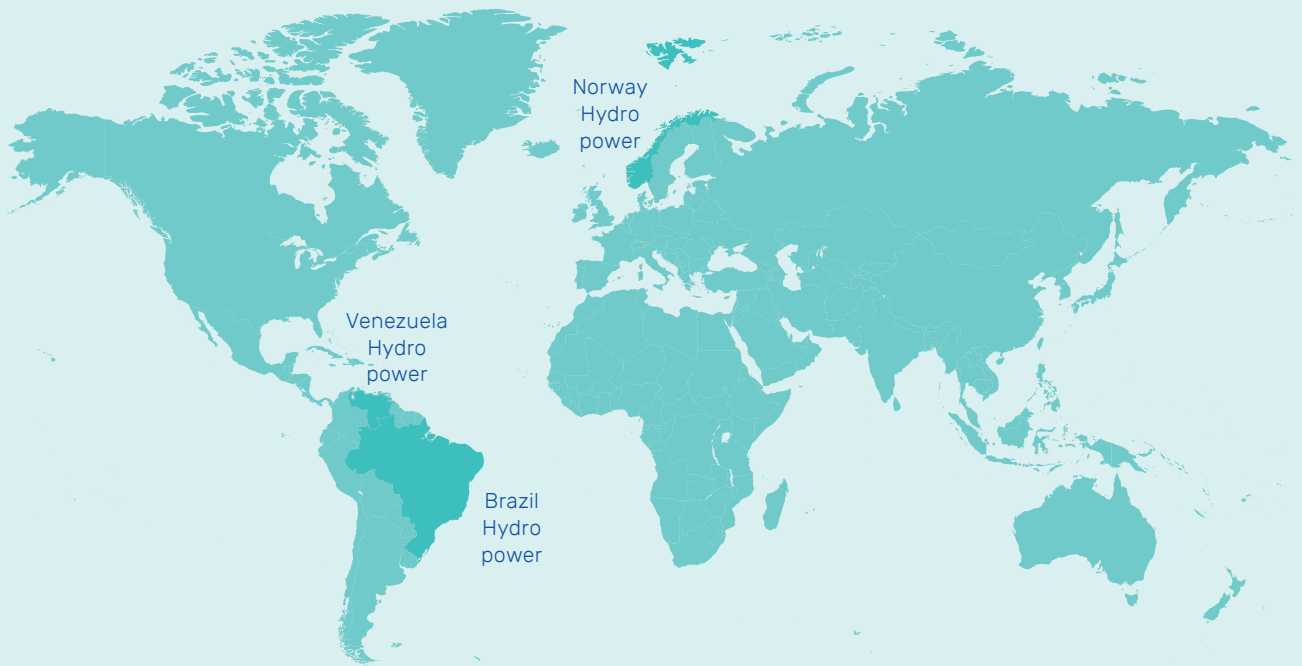 Norway
Hydro
power
Venezuela
Hydro
power
Brazil
Hydro
power